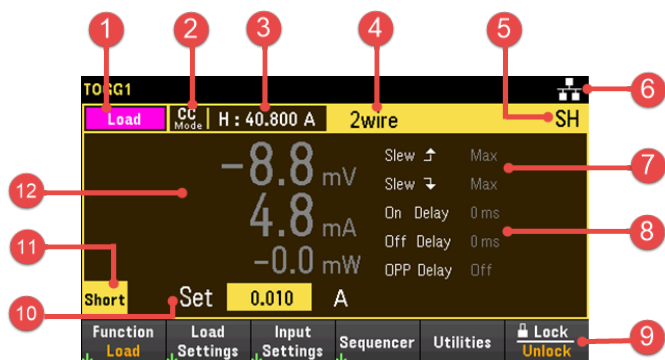 1 2 3 4 5 6
TOGG1
Load CC Mode H : 40.800 A 2wire SH
-8.8 mV
4.8 mA
-0.0 mW
Slew Max
Slew Max
On Delay 0 ms
Off Delay 0 ms
OPP Delay Off
7
8
12
11
10
Short Set 0.010 A
Function Load
Load Settings
Input Settings
Sequencer
Utilities
Lock Unlock
9